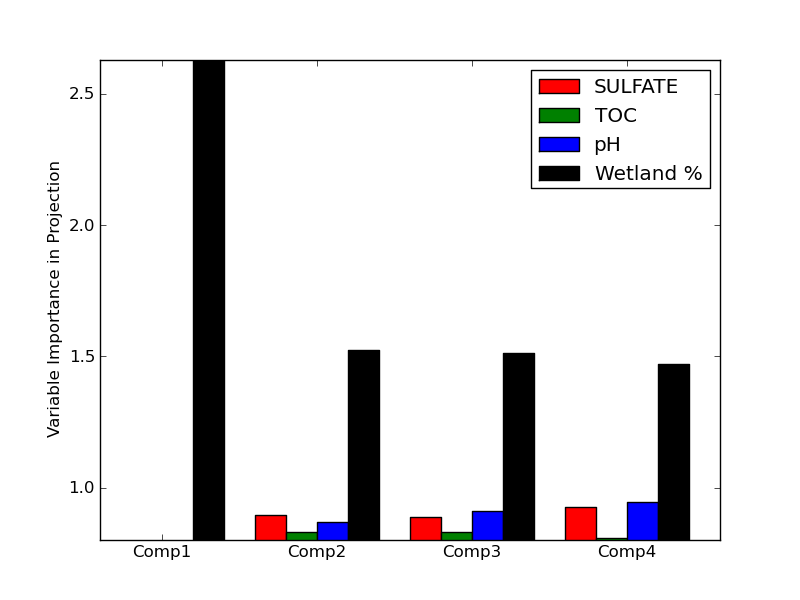 Variable Importance in Projection
2.5
2.0
1.5
1.0
SULFATE
TOC
pH
Wetland %
Comp1
Comp2
Comp3
Comp4